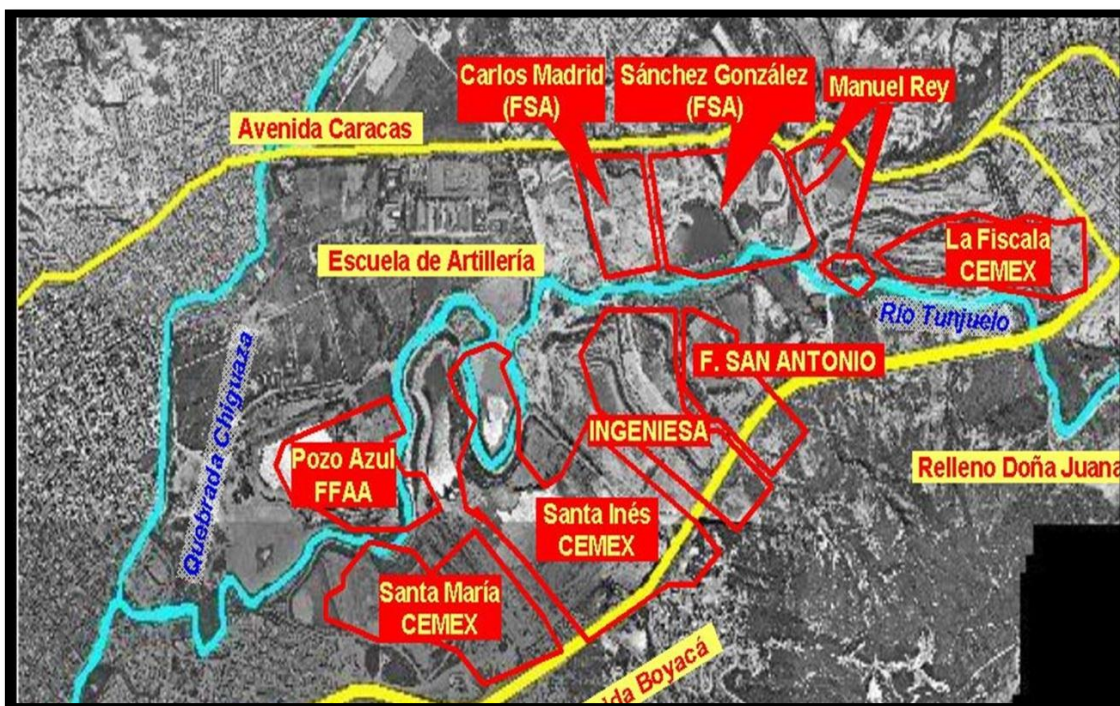 Carlos Madrid
(FSA)
Sánchez González
(FSA)
Manuel Rey
Avenida Caracas
Escuela de Artillería
La Fiscala
CEMEX
Río Tunjuelo
F. SAN ANTONIO
Quebrada Chiguaza
INGENIESA
Pozo Azul
FFAA
Relleno Doña Juana
Santa Inés
CEMEX
Santa María
CEMEX
ida Boyacá